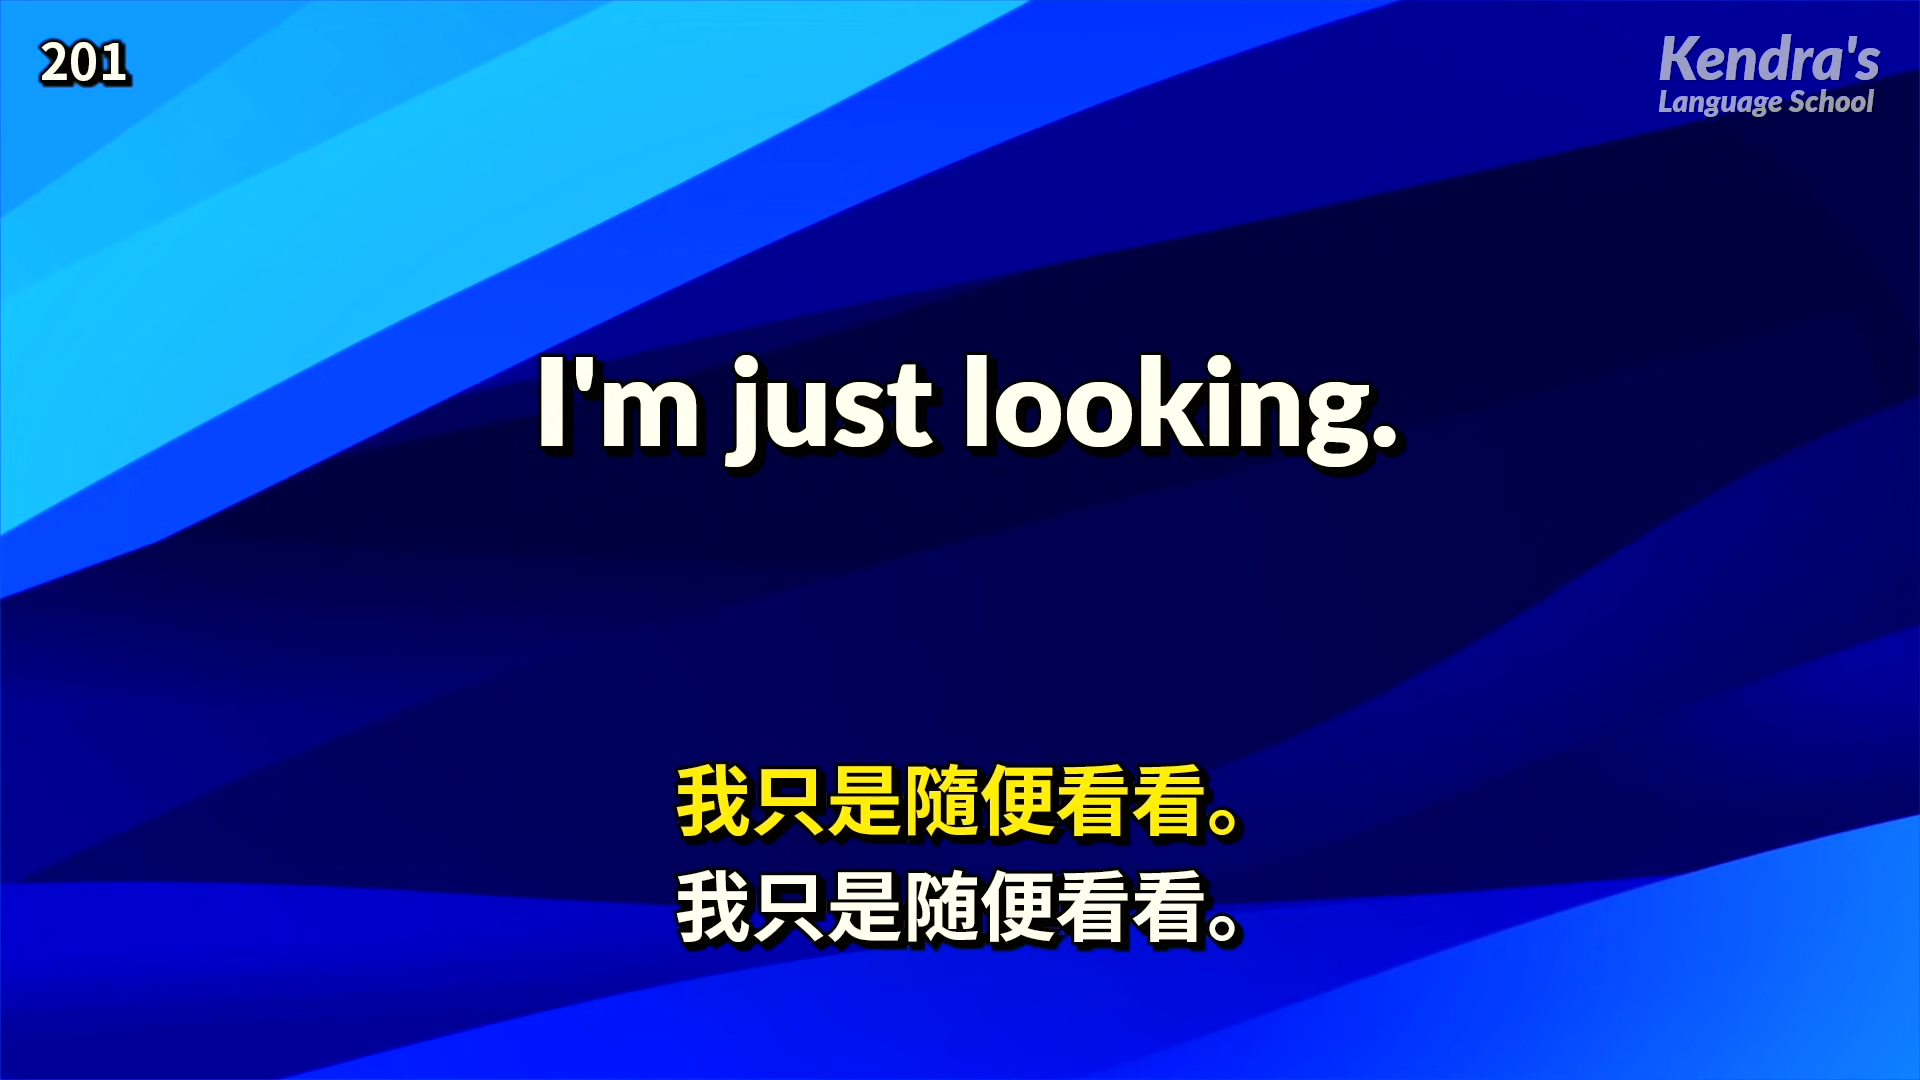 201
Kendra's
Language School
I'm just looking.
我只是隨便看看。
我只是随便看看。